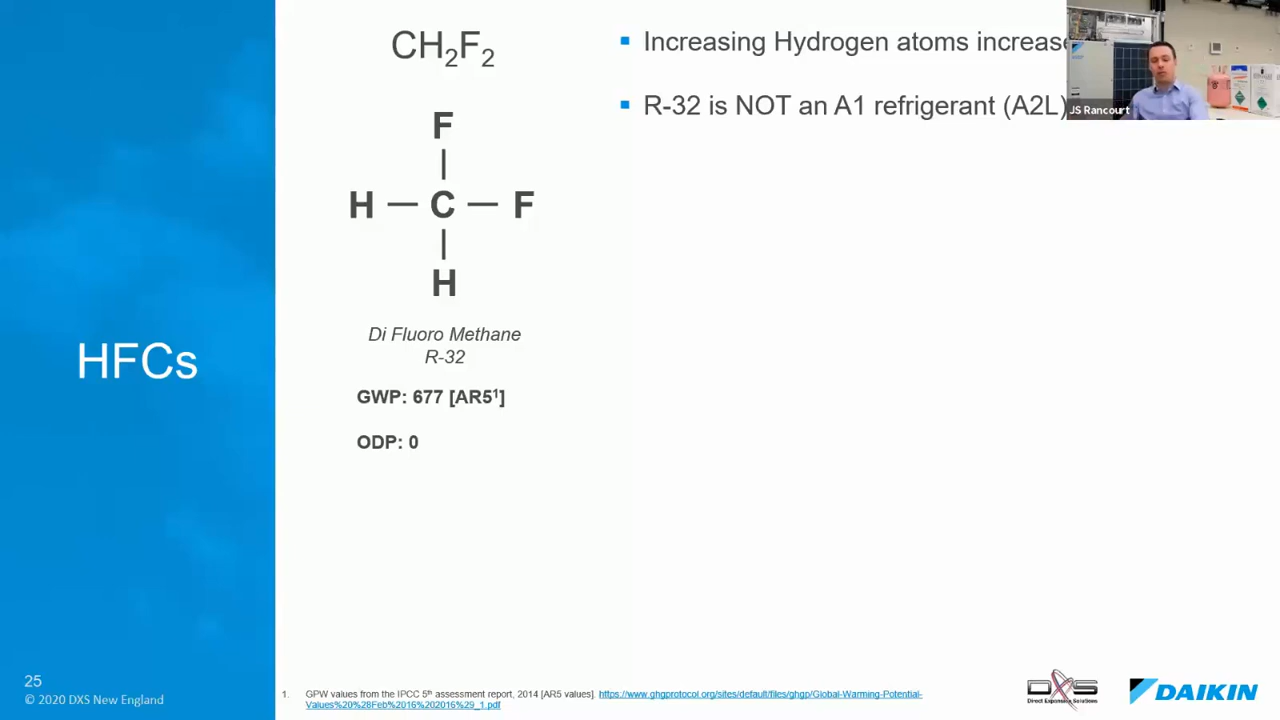 CH2F2
F
H — C — F
H
Di Fluoro Methane
R-32
GWP: 677 [AR5¹]
ODP: 0
▪ Increasing Hydrogen atoms increase
▪ R-32 is NOT an A1 refrigerant (A2L)
JS Rancourt
HFCs
25
© 2020 DXS New England
1. GPW values from the IPCC 5th assessment report, 2014 [AR5 values]. https://www.ghgprotocol.org/sites/default/files/ghgp/Global-Warming-Potential-
Values%20%28Feb%2016%202016%29_1.pdf
DXS
Direct Expansion Solutions
DAIKIN